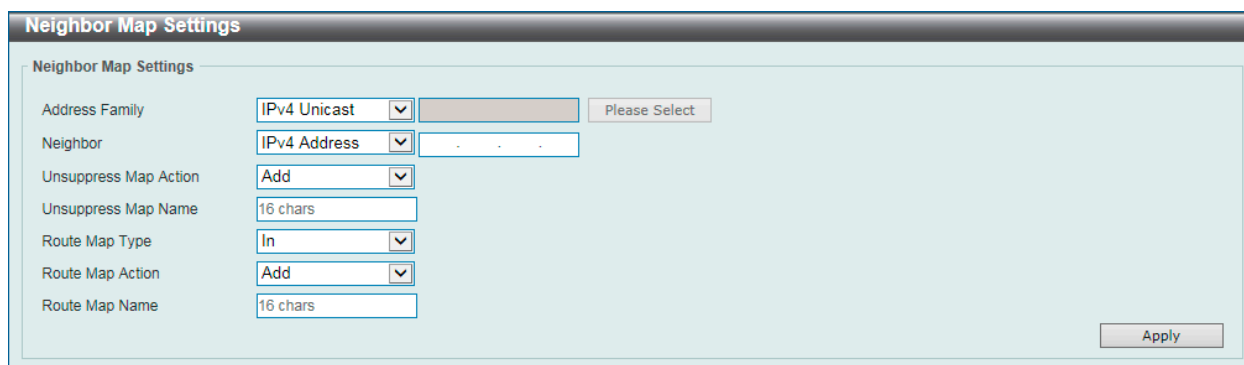 Neighbor Map Settings
Neighbor Map Settings
Address Family IPv4 Unicast Please Select
Neighbor IPv4 Address . . .
Unsuppress Map Action Add
Unsuppress Map Name 16 chars
Route Map Type In
Route Map Action Add
Route Map Name 16 chars
Apply